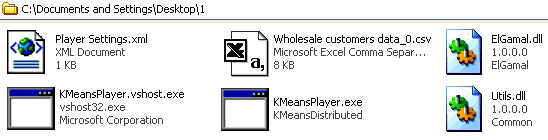 C:\Documents and Settings\Desktop\1
Player Settings.xml
XML Document
1 KB
Wholesale customers data_0.csv
Microsoft Excel Comma Separ...
8 KB
ElGamal.dll
1.0.0.0
ElGamal
KMeansPlayer.vshost.exe
vshost32.exe
Microsoft Corporation
KMeansPlayer.exe
KMeansDistributed
Utils.dll
1.0.0.0
Common